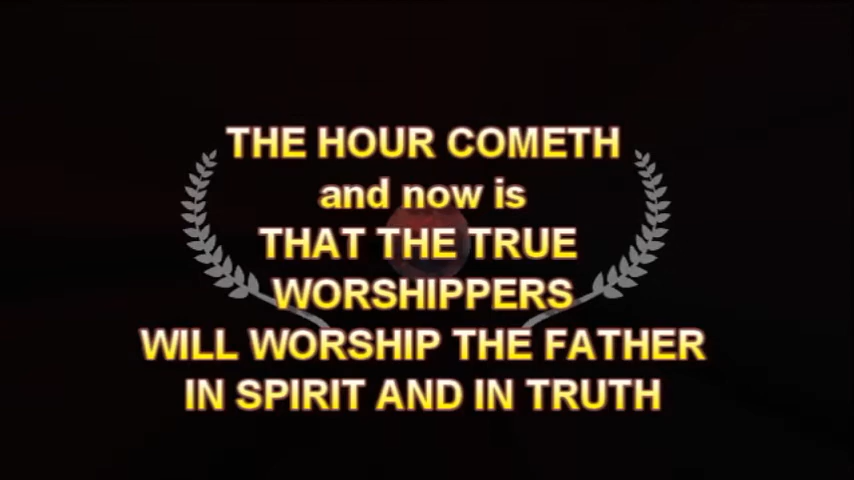 THE HOUR COMETH
and now is
THAT THE TRUE
WORSHIPPERS
WILL WORSHIP THE FATHER
IN SPIRIT AND IN TRUTH